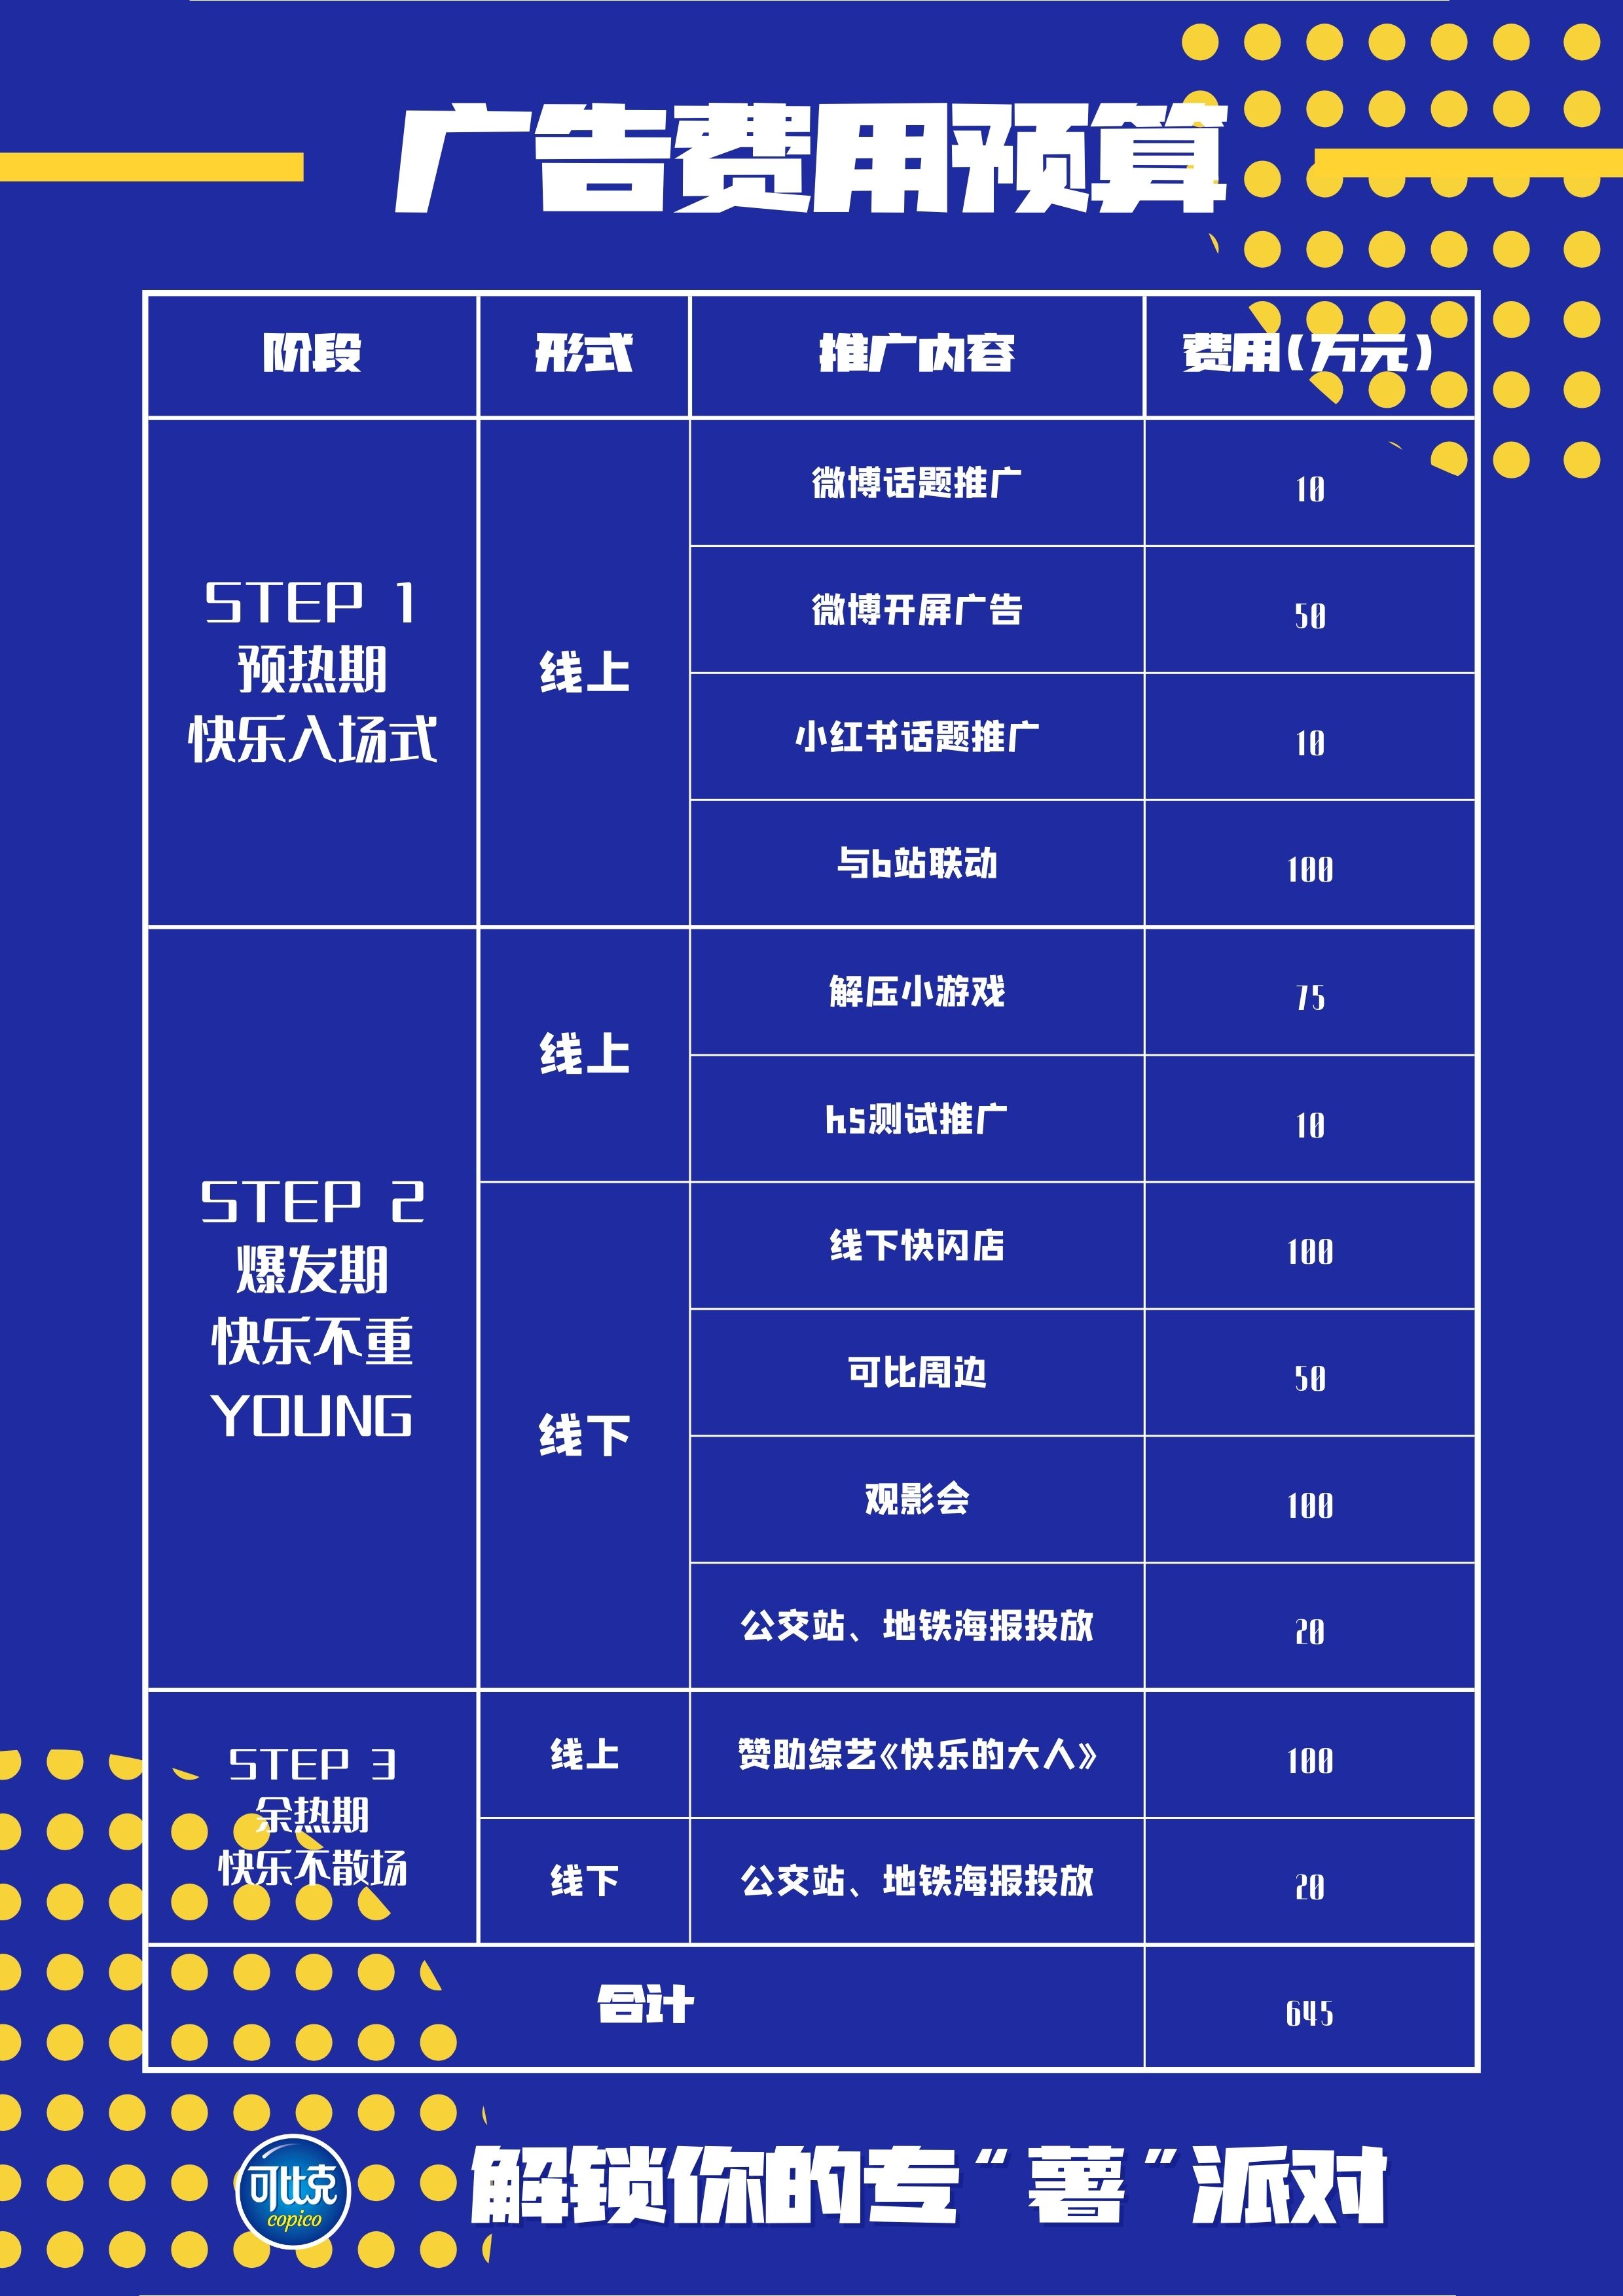 广告费用预算
阶段 形式 推广内容 费用(万元)
STEP 1
预热期
快乐入场式
线上
微博话题推广 10
微博开屏广告 50
小红书话题推广 10
与b站联动 100
STEP 2
爆发期
快乐不重
YOUNG
线上
解压小游戏 75
h5测试推广 10
线下
线下快闪店 100
可比周边 50
观影会 100
公交站、地铁海报投放 20
STEP 3
余热期
快乐不散场
线上 赞助综艺《快乐的大人》 100
线下 公交站、地铁海报投放 20
合计 645
可比克
copico
解锁你的专“薯”派对